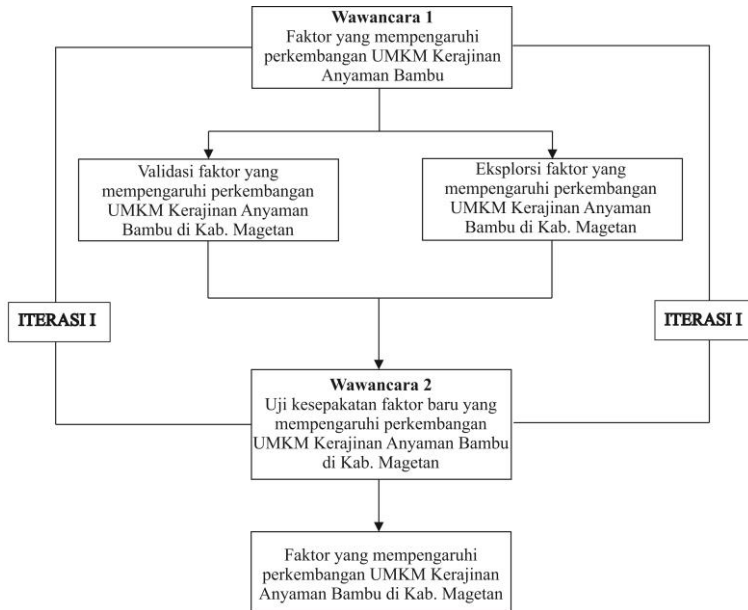 Wawancara 1
Faktor yang mempengaruhi
perkembangan UMKM Kerajinan
Anyaman Bambu
Validasi faktor yang
mempengaruhi perkembangan
UMKM Kerajinan Anyaman
Bambu di Kab. Magetan
Eksplorsi faktor yang
mempengaruhi perkembangan
UMKM Kerajinan Anyaman
Bambu di Kab. Magetan
ITERASI I
ITERASI I
Wawancara 2
Uji kesepakatan faktor baru yang
mempengaruhi perkembangan
UMKM Kerajinan Anyaman Bambu
di Kab. Magetan
Faktor yang mempengaruhi
perkembangan UMKM Kerajinan
Anyaman Bambu di Kab. Magetan